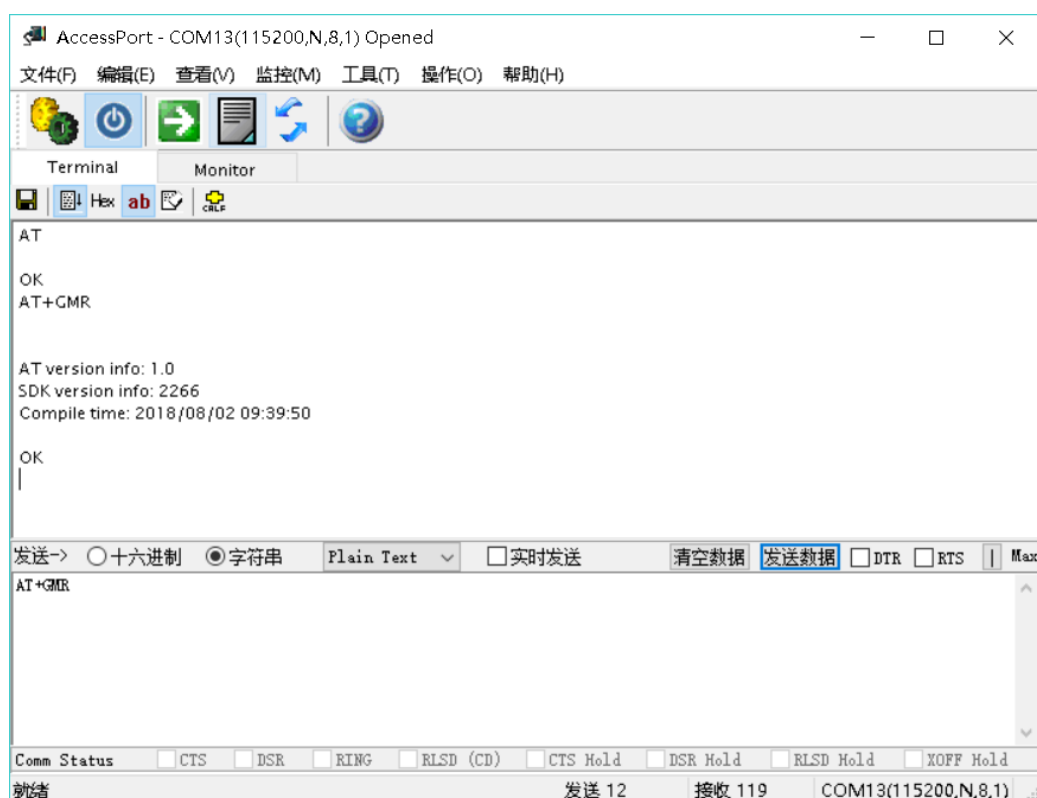 AccessPort - COM13(115200,N,8,1) Opened
文件(F) 编辑(E) 查看(V) 监控(M) 工具(T) 操作(O) 帮助(H)
Terminal Monitor
Hex ab CRLF
AT
OK
AT+GMR
AT version info: 1.0
SDK version info: 2266
Compile time: 2018/08/02 09:39:50
OK
发送-> 十六进制 字符串 Plain Text 实时发送 清空数据 发送数据 DTR RTS Max
AT+GMR
Comm Status CTS DSR RING RLSD (CD) CTS Hold DSR Hold RLSD Hold XOFF Hold
就绪 发送 12 接收 119 COM13(115200,N,8,1)